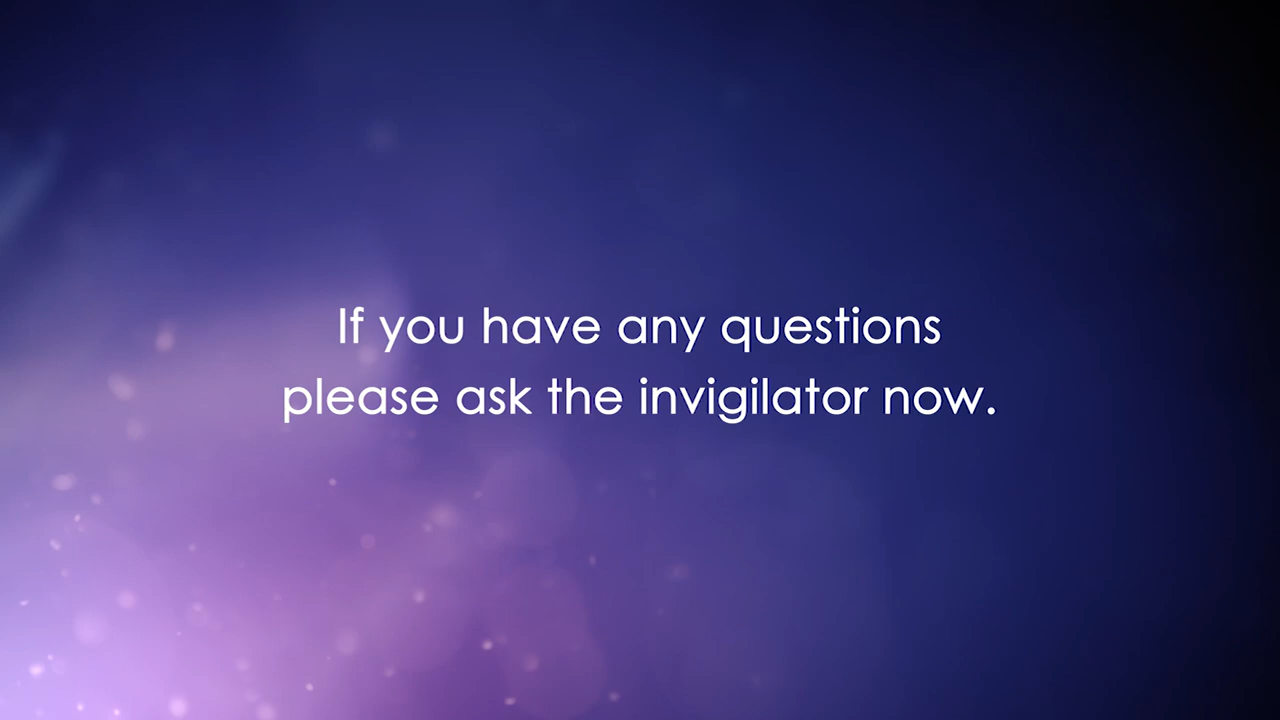 If you have any questions
please ask the invigilator now.